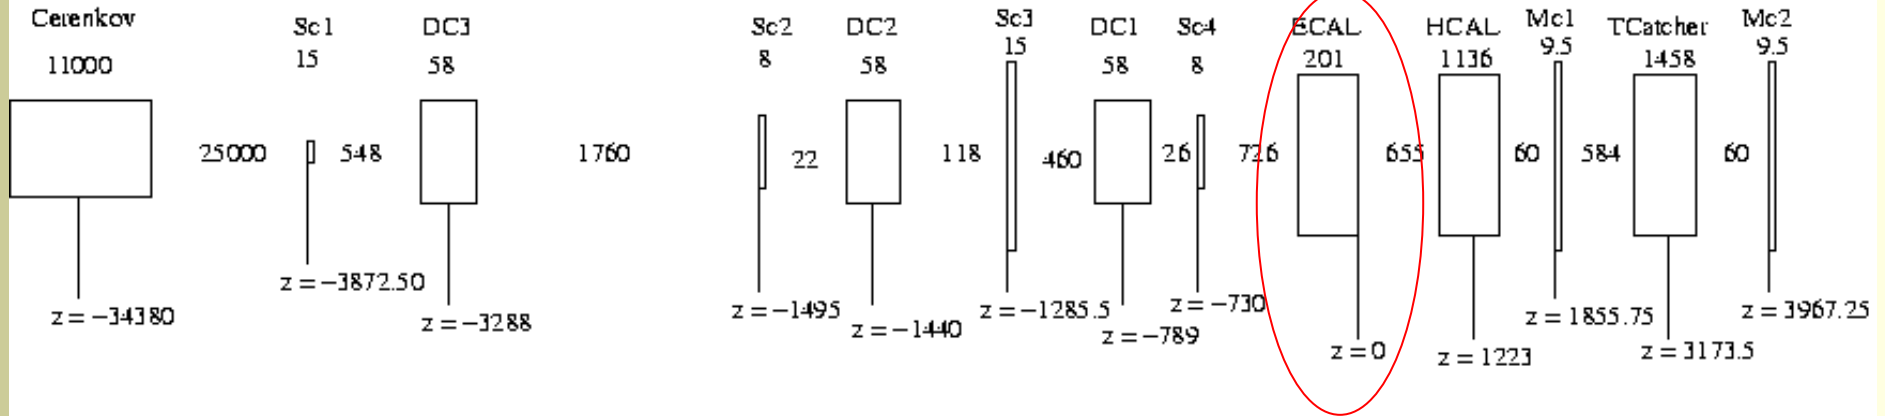 Cerenkov
11000
Sc1
15
DC3
58
Sc2
8
DC2
58
Sc3
15
DC1
58
Sc4
8
ECAL
201
HCAL
1136
Mc1
9.5
TCatcher
1458
Mc2
9.5
25000 548 1760 22 118 460 26 726 655 60 584 60
z = −34380
z = −3872.50
z = −3288
z = −1495
z = −1440
z = −1285.5
z = −789
z = −730
z = 0
z = 1223
z = 1855.75
z = 3173.5
z = 3967.25